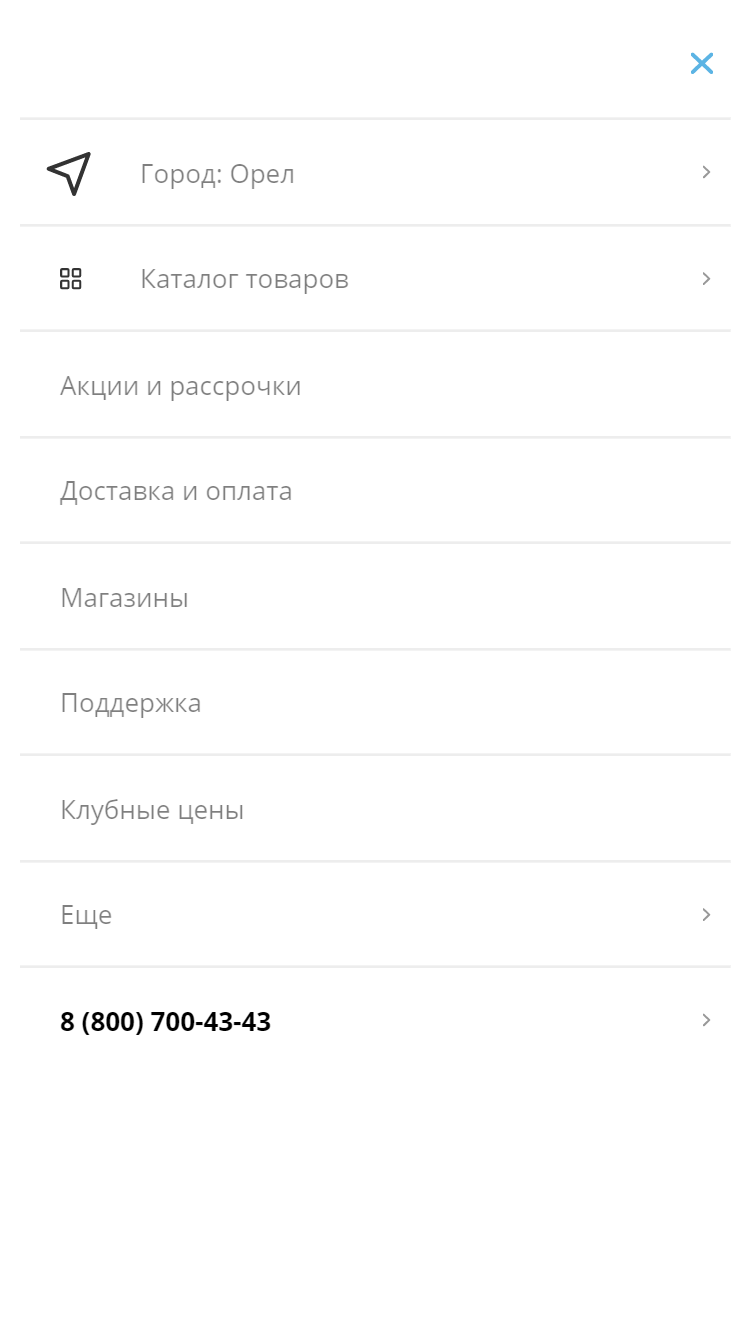 Город: Орел
Каталог товаров
Акции и рассрочки
Доставка и оплата
Магазины
Поддержка
Клубные цены
Еще
8 (800) 700-43-43